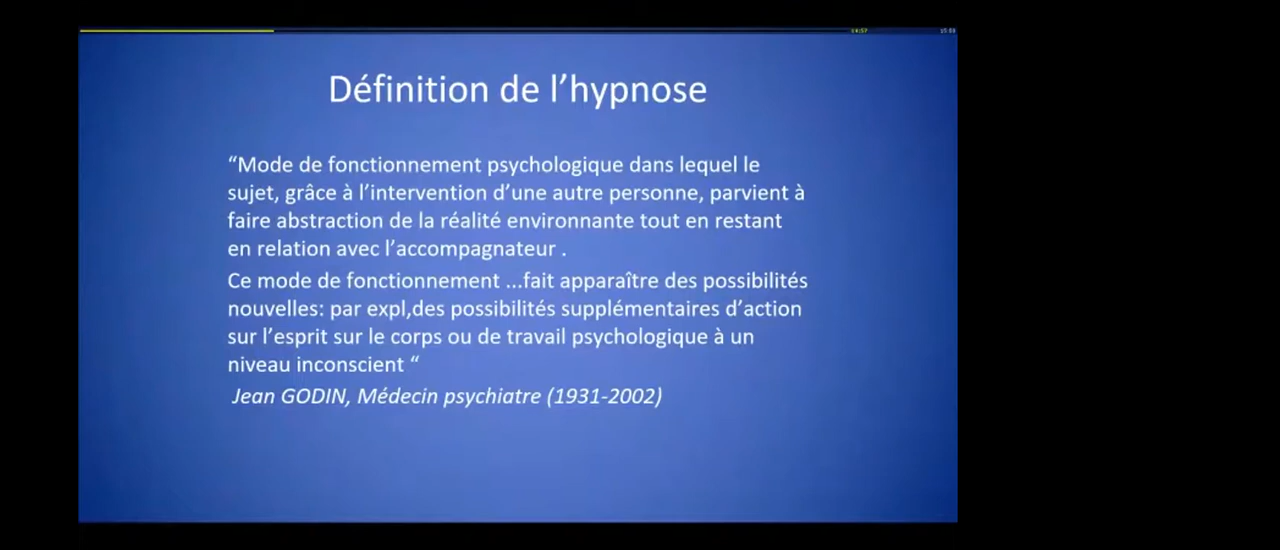 Définition de l’hypnose
“Mode de fonctionnement psychologique dans lequel le
sujet, grâce à l’intervention d’une autre personne, parvient à
faire abstraction de la réalité environnante tout en restant
en relation avec l’accompagnateur .
Ce mode de fonctionnement ...fait apparaître des possibilités
nouvelles: par expl,des possibilités supplémentaires d’action
sur l’esprit sur le corps ou de travail psychologique à un
niveau inconscient “
Jean GODIN, Médecin psychiatre (1931-2002)